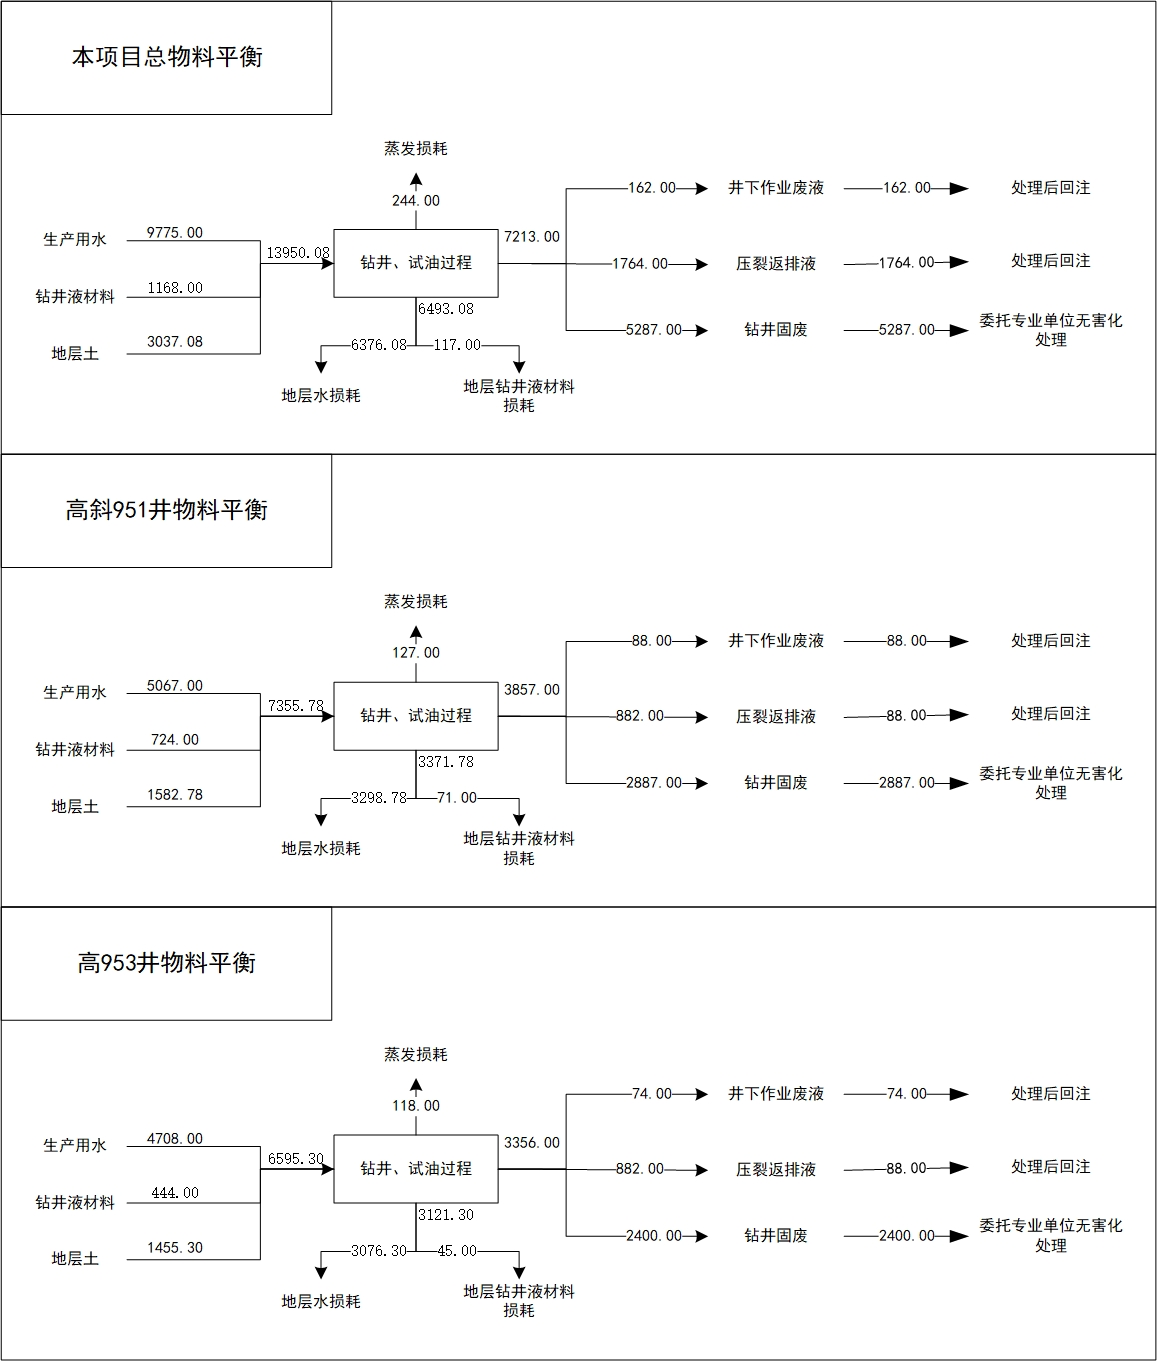 本项目总物料平衡
蒸发损耗
244.00
生产用水
9775.00
钻井液材料
1168.00
地层土
3037.08
13950.08
钻井、试油过程
7213.00
6493.08
6376.08
117.00
地层水损耗
地层钻井液材料
损耗
162.00
井下作业废液
162.00
处理后回注
1764.00
压裂返排液
1764.00
处理后回注
5287.00
钻井固废
5287.00
委托专业单位无害化
处理
高斜951井物料平衡
蒸发损耗
127.00
生产用水
5067.00
钻井液材料
724.00
地层土
1582.78
7355.78
钻井、试油过程
3857.00
3371.78
3298.78
71.00
地层水损耗
地层钻井液材料
损耗
88.00
井下作业废液
88.00
处理后回注
882.00
压裂返排液
88.00
处理后回注
2887.00
钻井固废
2887.00
委托专业单位无害化
处理
高953井物料平衡
蒸发损耗
118.00
生产用水
4708.00
钻井液材料
444.00
地层土
1455.30
6595.30
钻井、试油过程
3356.00
3121.30
3076.30
45.00
地层水损耗
地层钻井液材料
损耗
74.00
井下作业废液
74.00
处理后回注
882.00
压裂返排液
88.00
处理后回注
2400.00
钻井固废
2400.00
委托专业单位无害化
处理